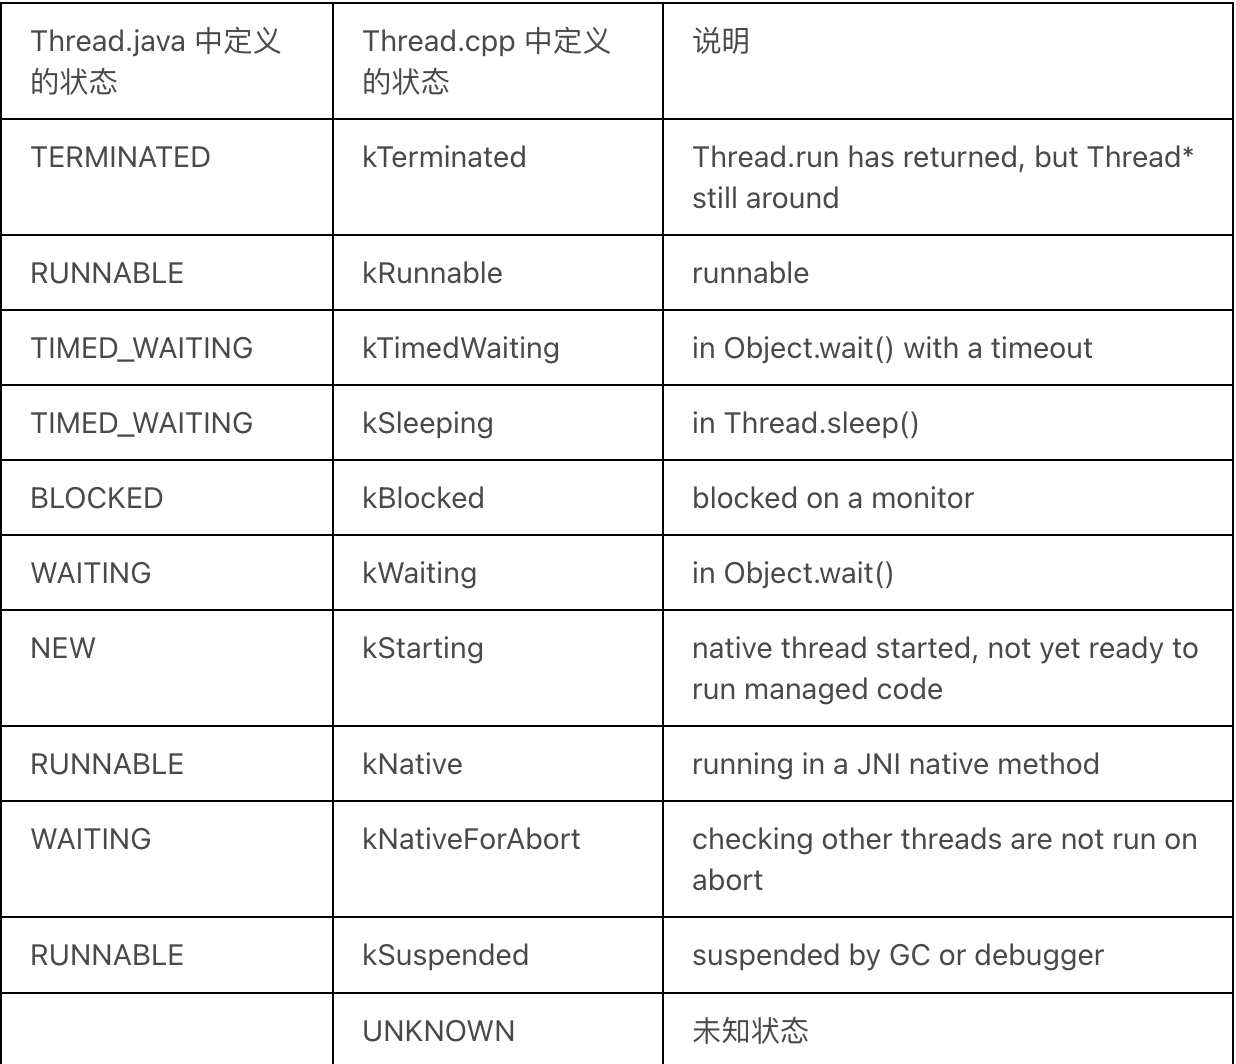 Thread.java 中定义
的状态
Thread.cpp 中定义
的状态
说明
TERMINATED
kTerminated
Thread.run has returned, but Thread*
still around
RUNNABLE
kRunnable
runnable
TIMED_WAITING
kTimedWaiting
in Object.wait() with a timeout
TIMED_WAITING
kSleeping
in Thread.sleep()
BLOCKED
kBlocked
blocked on a monitor
WAITING
kWaiting
in Object.wait()
NEW
kStarting
native thread started, not yet ready to
run managed code
RUNNABLE
kNative
running in a JNI native method
WAITING
kNativeForAbort
checking other threads are not run on
abort
RUNNABLE
kSuspended
suspended by GC or debugger
UNKNOWN
未知状态